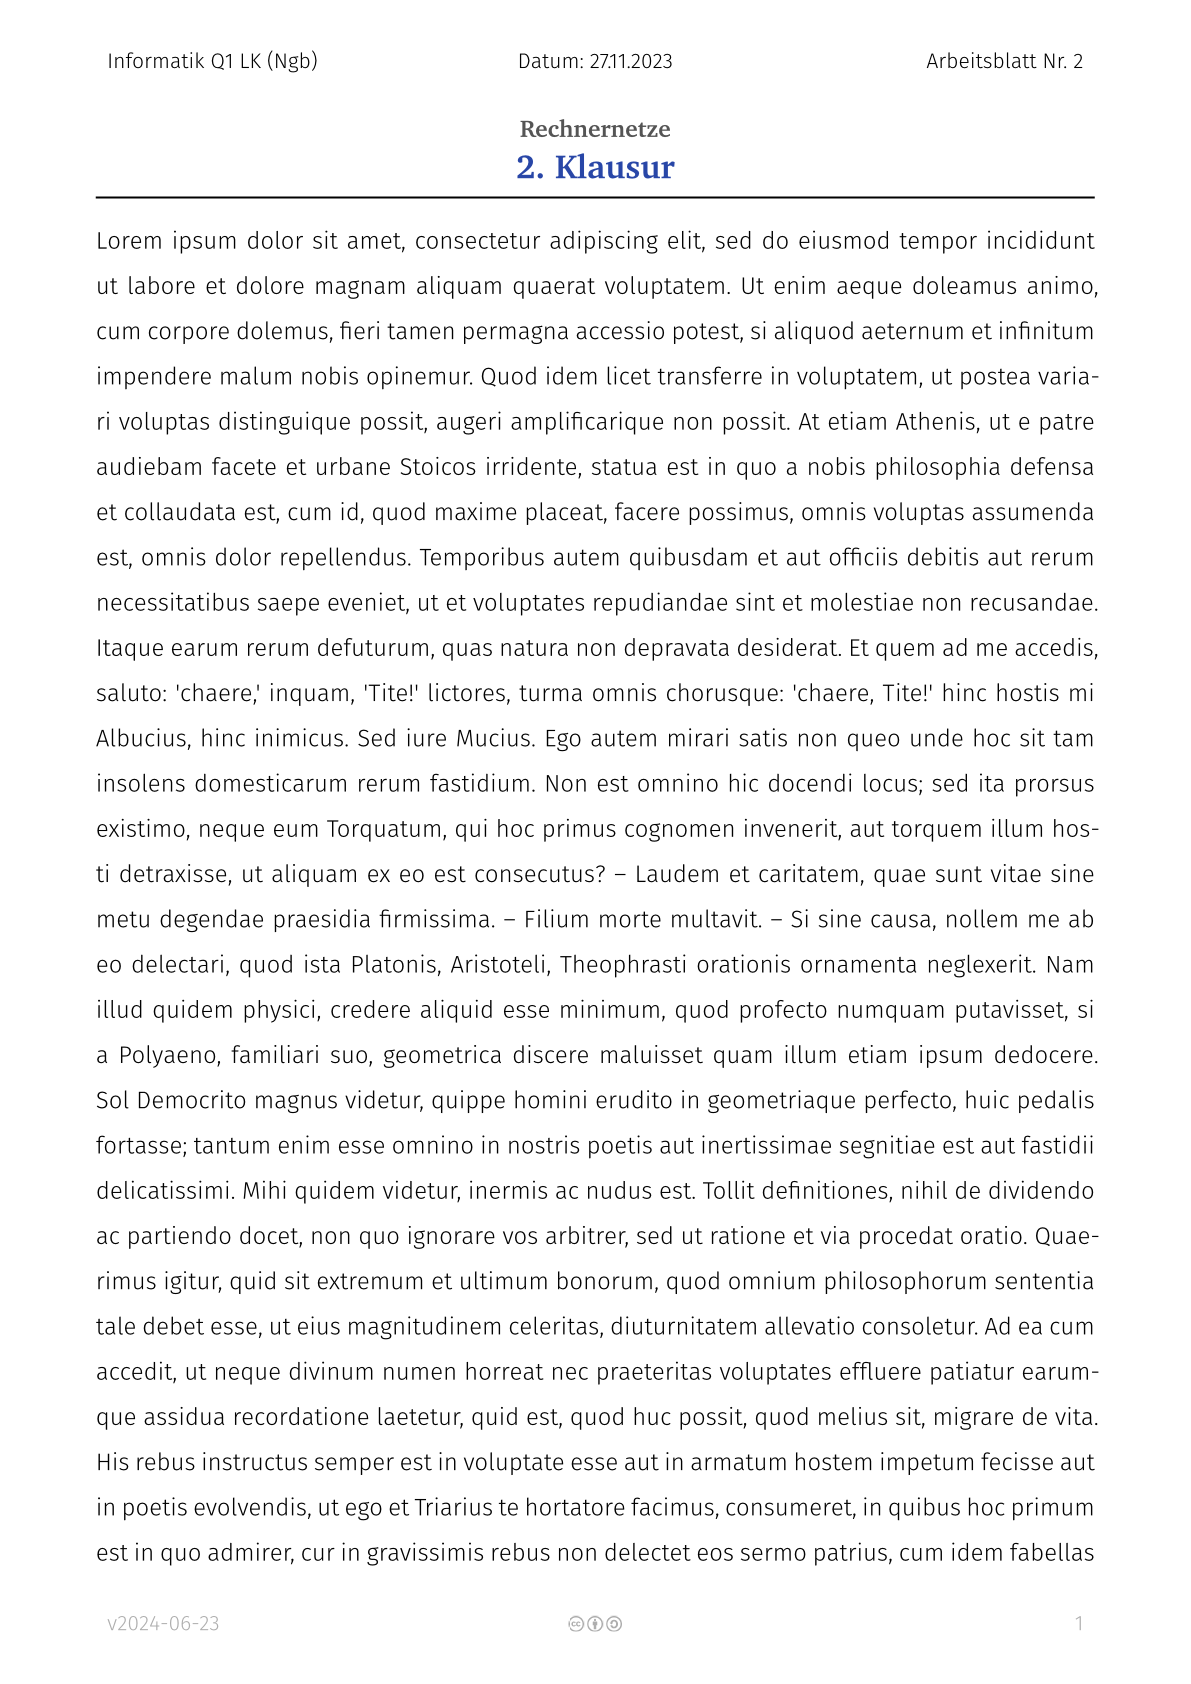 Informatik Q1 LK (Ngb) Datum: 27.11.2023 Arbeitsblatt Nr. 2
Rechnernetze
2. Klausur
Lorem ipsum dolor sit amet, consectetur adipiscing elit, sed do eiusmod tempor incididunt
ut labore et dolore magnam aliquam quaerat voluptatem. Ut enim aeque doleamus animo,
cum corpore dolemus, fieri tamen permagna accessio potest, si aliquod aeternum et infinitum
impendere malum nobis opinemur. Quod idem licet transferre in voluptatem, ut postea varia-
ri voluptas distinguique possit, augeri amplificarique non possit. At etiam Athenis, ut e patre
audiebam facete et urbane Stoicos irridente, statua est in quo a nobis philosophia defensa
et collaudata est, cum id, quod maxime placeat, facere possimus, omnis voluptas assumenda
est, omnis dolor repellendus. Temporibus autem quibusdam et aut officiis debitis aut rerum
necessitatibus saepe eveniet, ut et voluptates repudiandae sint et molestiae non recusandae.
Itaque earum rerum defuturum, quas natura non depravata desiderat. Et quem ad me accedis,
saluto: 'chaere,' inquam, 'Tite!' lictores, turma omnis chorusque: 'chaere, Tite!' hinc hostis mi
Albucius, hinc inimicus. Sed iure Mucius. Ego autem mirari satis non queo unde hoc sit tam
insolens domesticarum rerum fastidium. Non est omnino hic docendi locus; sed ita prorsus
existimo, neque eum Torquatum, qui hoc primus cognomen invenerit, aut torquem illum hos-
ti detraxisse, ut aliquam ex eo est consecutus? – Laudem et caritatem, quae sunt vitae sine
metu degendae praesidia firmissima. – Filium morte multavit. – Si sine causa, nollem me ab
eo delectari, quod ista Platonis, Aristoteli, Theophrasti orationis ornamenta neglexerit. Nam
illud quidem physici, credere aliquid esse minimum, quod profecto numquam putavisset, si
a Polyaeno, familiari suo, geometrica discere maluisset quam illum etiam ipsum dedocere.
Sol Democrito magnus videtur, quippe homini erudito in geometriaque perfecto, huic pedalis
fortasse; tantum enim esse omnino in nostris poetis aut inertissimae segnitiae est aut fastidii
delicatissimi. Mihi quidem videtur, inermis ac nudus est. Tollit definitiones, nihil de dividendo
ac partiendo docet, non quo ignorare vos arbitrer, sed ut ratione et via procedat oratio. Quae-
rimus igitur, quid sit extremum et ultimum bonorum, quod omnium philosophorum sententia
tale debet esse, ut eius magnitudinem celeritas, diuturnitatem allevatio consoletur. Ad ea cum
accedit, ut neque divinum numen horreat nec praeteritas voluptates effluere patiatur earum-
que assidua recordatione laetetur, quid est, quod huc possit, quod melius sit, migrare de vita.
His rebus instructus semper est in voluptate esse aut in armatum hostem impetum fecisse aut
in poetis evolvendis, ut ego et Triarius te hortatore facimus, consumeret, in quibus hoc primum
est in quo admirer, cur in gravissimis rebus non delectet eos sermo patrius, cum idem fabellas
v2024-06-23 1